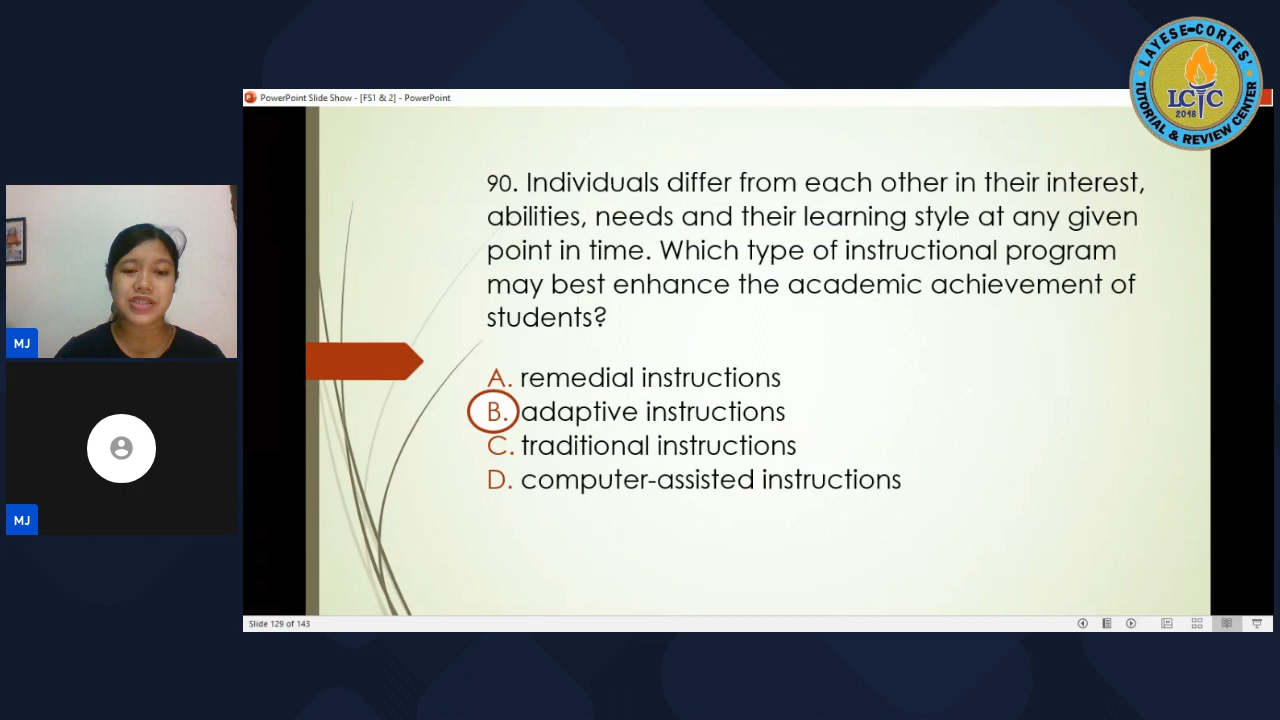 LAYESE-CORTES'
LCTC
2018
TUTORIAL & REVIEW CENTER
PowerPoint Slide Show - [FS1 & 2] - PowerPoint
90. Individuals differ from each other in their interest,
abilities, needs and their learning style at any given
point in time. Which type of instructional program
may best enhance the academic achievement of
students?
A. remedial instructions
B. adaptive instructions
C. traditional instructions
D. computer-assisted instructions
MJ
MJ
Slide 129 of 143